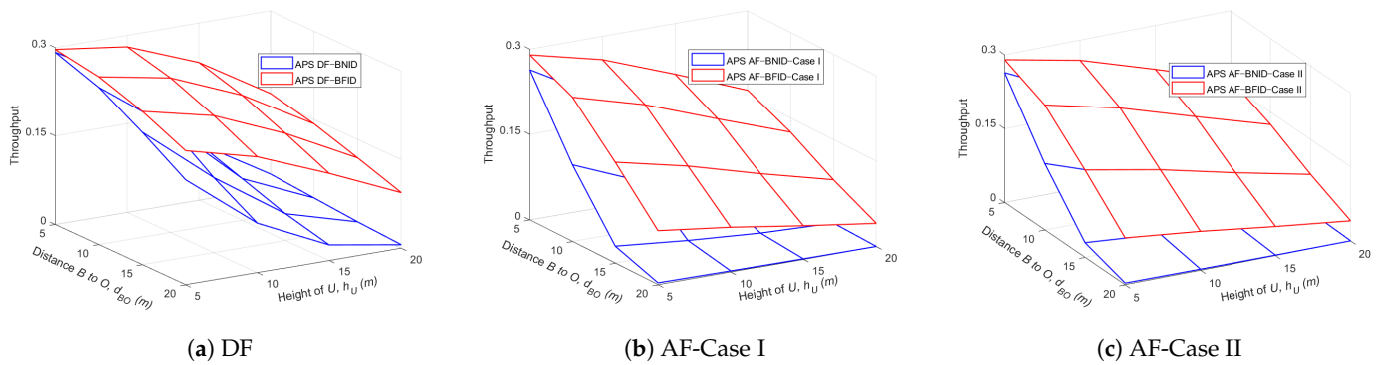 0.3
0.15
0
Throughput
5
10
15
20
Distance B to O, d_BO (m)
5
10
15
20
Height of U, h_U (m)
APS DF-BNID
APS DF-BFID
(a) DF
0.3
0.15
0
Throughput
5
10
15
20
Distance B to O, d_BO (m)
5
10
15
20
Height of U, h_U (m)
APS AF-BNID-Case I
APS AF-BFID-Case I
(b) AF-Case I
0.3
0.15
0
Throughput
5
10
15
20
Distance B to O, d_BO (m)
5
10
15
20
Height of U, h_U (m)
APS AF-BNID-Case II
APS AF-BFID-Case II
(c) AF-Case II